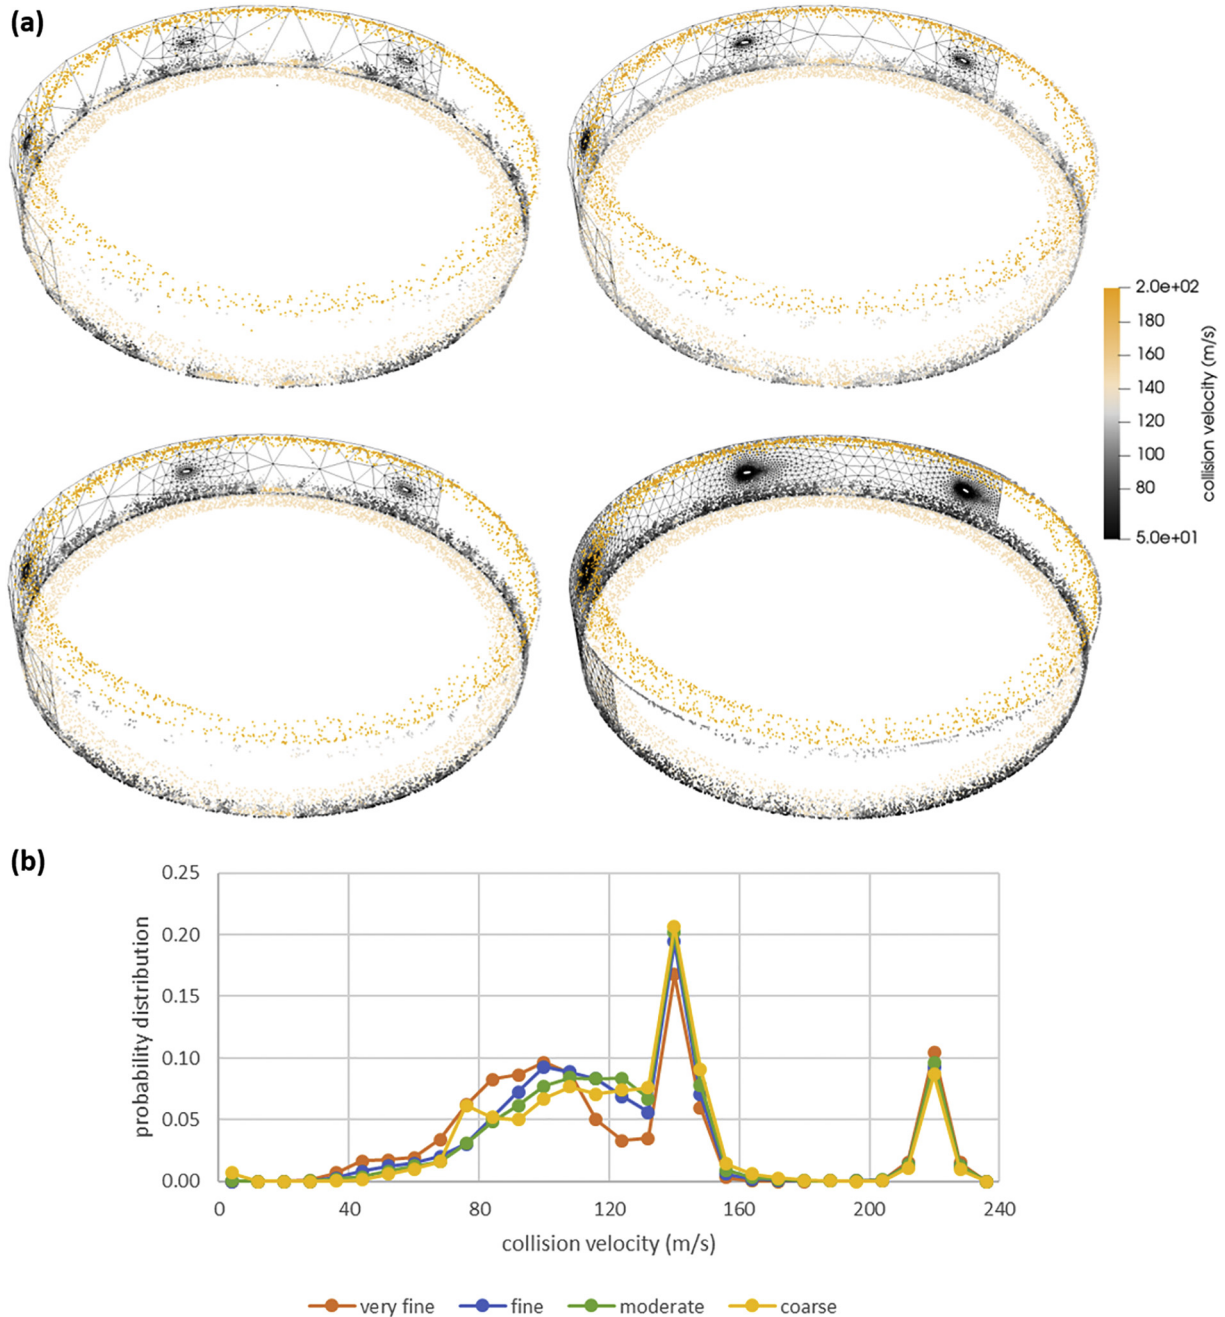 (a)
2.0e+02
180
160
140
120
100
80
5.0e+01
collision velocity (m/s)
(b)
0.25
0.20
0.15
0.10
0.05
0.00
probability distribution
0 40 80 120 160 200 240
collision velocity (m/s)
very fine fine moderate coarse